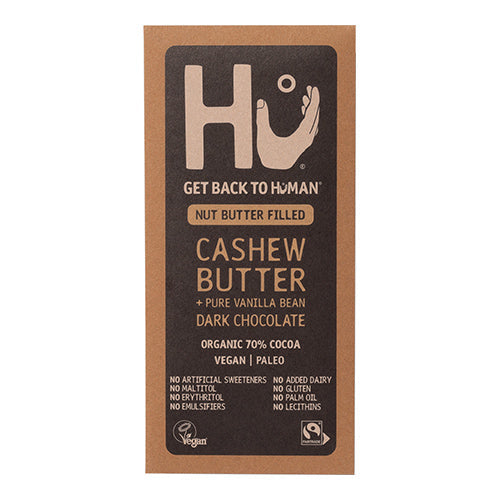 HU®
GET BACK TO HUMAN®
NUT BUTTER FILLED
CASHEW
BUTTER
+ PURE VANILLA BEAN
DARK CHOCOLATE
ORGANIC 70% COCOA
VEGAN | PALEO
NO ARTIFICIAL SWEETENERS
NO MALTITOL
NO ERYTHRITOL
NO EMULSIFIERS
NO ADDED DAIRY
NO GLUTEN
NO PALM OIL
NO LECITHINS
Vegan
FAIRTRADE